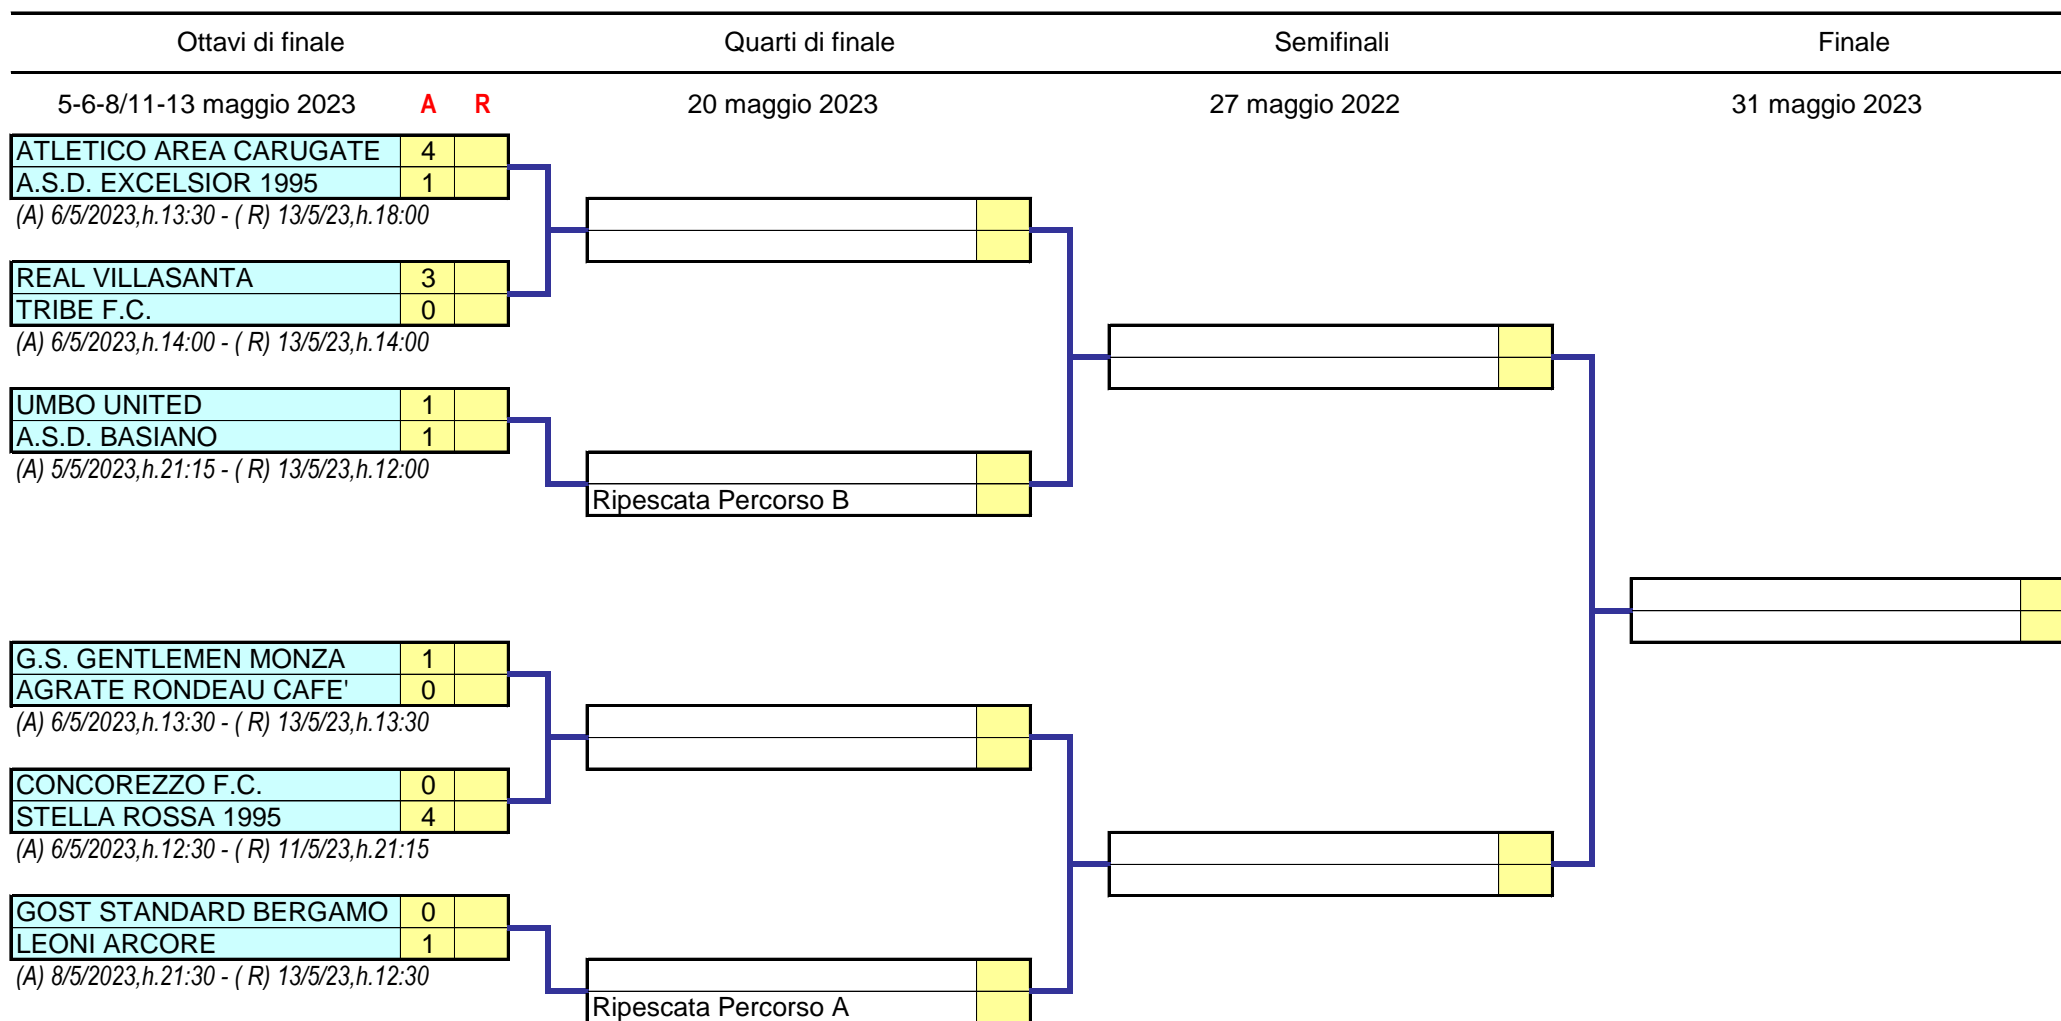 Ottavi di finale Quarti di finale Semifinali Finale
5-6-8/11-13 maggio 2023 A R 20 maggio 2023 27 maggio 2022 31 maggio 2023
ATLETICO AREA CARUGATE 4
A.S.D. EXCELSIOR 1995 1
(A) 6/5/2023,h.13:30 - ( R) 13/5/23,h.18:00
REAL VILLASANTA 3
TRIBE F.C. 0
(A) 6/5/2023,h.14:00 - ( R) 13/5/23,h.14:00
UMBO UNITED 1
A.S.D. BASIANO 1
(A) 5/5/2023,h.21:15 - ( R) 13/5/23,h.12:00
Ripescata Percorso B
G.S. GENTLEMEN MONZA 1
AGRATE RONDEAU CAFE' 0
(A) 6/5/2023,h.13:30 - ( R) 13/5/23,h.13:30
CONCOREZZO F.C. 0
STELLA ROSSA 1995 4
(A) 6/5/2023,h.12:30 - ( R) 11/5/23,h.21:15
GOST STANDARD BERGAMO 0
LEONI ARCORE 1
(A) 8/5/2023,h.21:30 - ( R) 13/5/23,h.12:30
Ripescata Percorso A